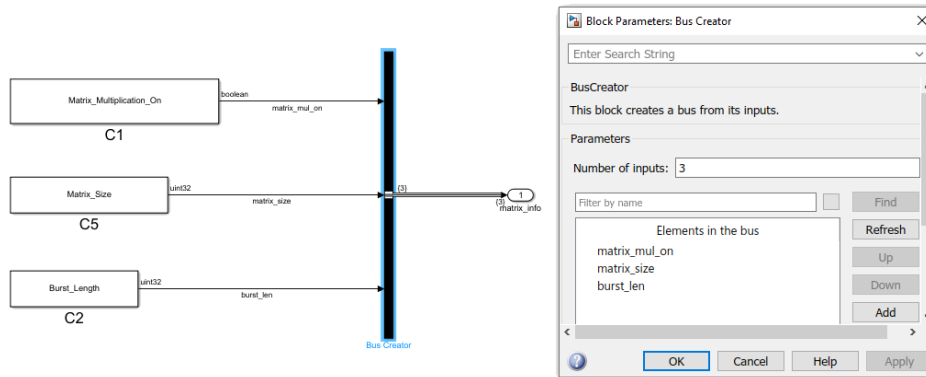 Matrix_Multiplication_On
boolean
matrix_mul_on
C1
Matrix_Size
uint32
matrix_size
C5
{3}
{3}
1
matrix_info
Burst_Length
uint32
burst_len
C2
Bus Creator
Block Parameters: Bus Creator
Enter Search String
BusCreator
This block creates a bus from its inputs.
Parameters
Number of inputs: 3
Filter by name
Find
Elements in the bus
Refresh
matrix_mul_on
matrix_size
Up
burst_len
Down
Add
OK Cancel Help Apply